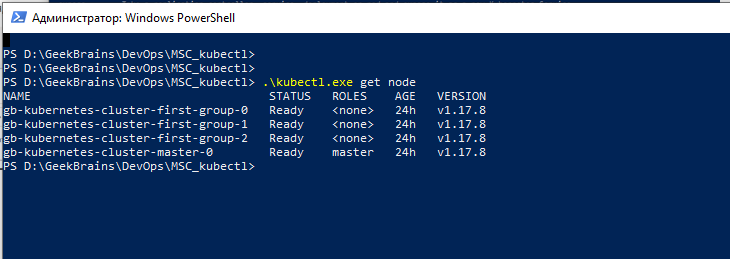 Администратор: Windows PowerShell
PS D:\GeekBrains\DevOps\MSC_kubectl>
PS D:\GeekBrains\DevOps\MSC_kubectl>
PS D:\GeekBrains\DevOps\MSC_kubectl> .\kubectl.exe get node
NAME STATUS ROLES AGE VERSION
gb-kubernetes-cluster-first-group-0 Ready <none> 24h v1.17.8
gb-kubernetes-cluster-first-group-1 Ready <none> 24h v1.17.8
gb-kubernetes-cluster-first-group-2 Ready <none> 24h v1.17.8
gb-kubernetes-cluster-master-0 Ready master 24h v1.17.8
PS D:\GeekBrains\DevOps\MSC_kubectl>